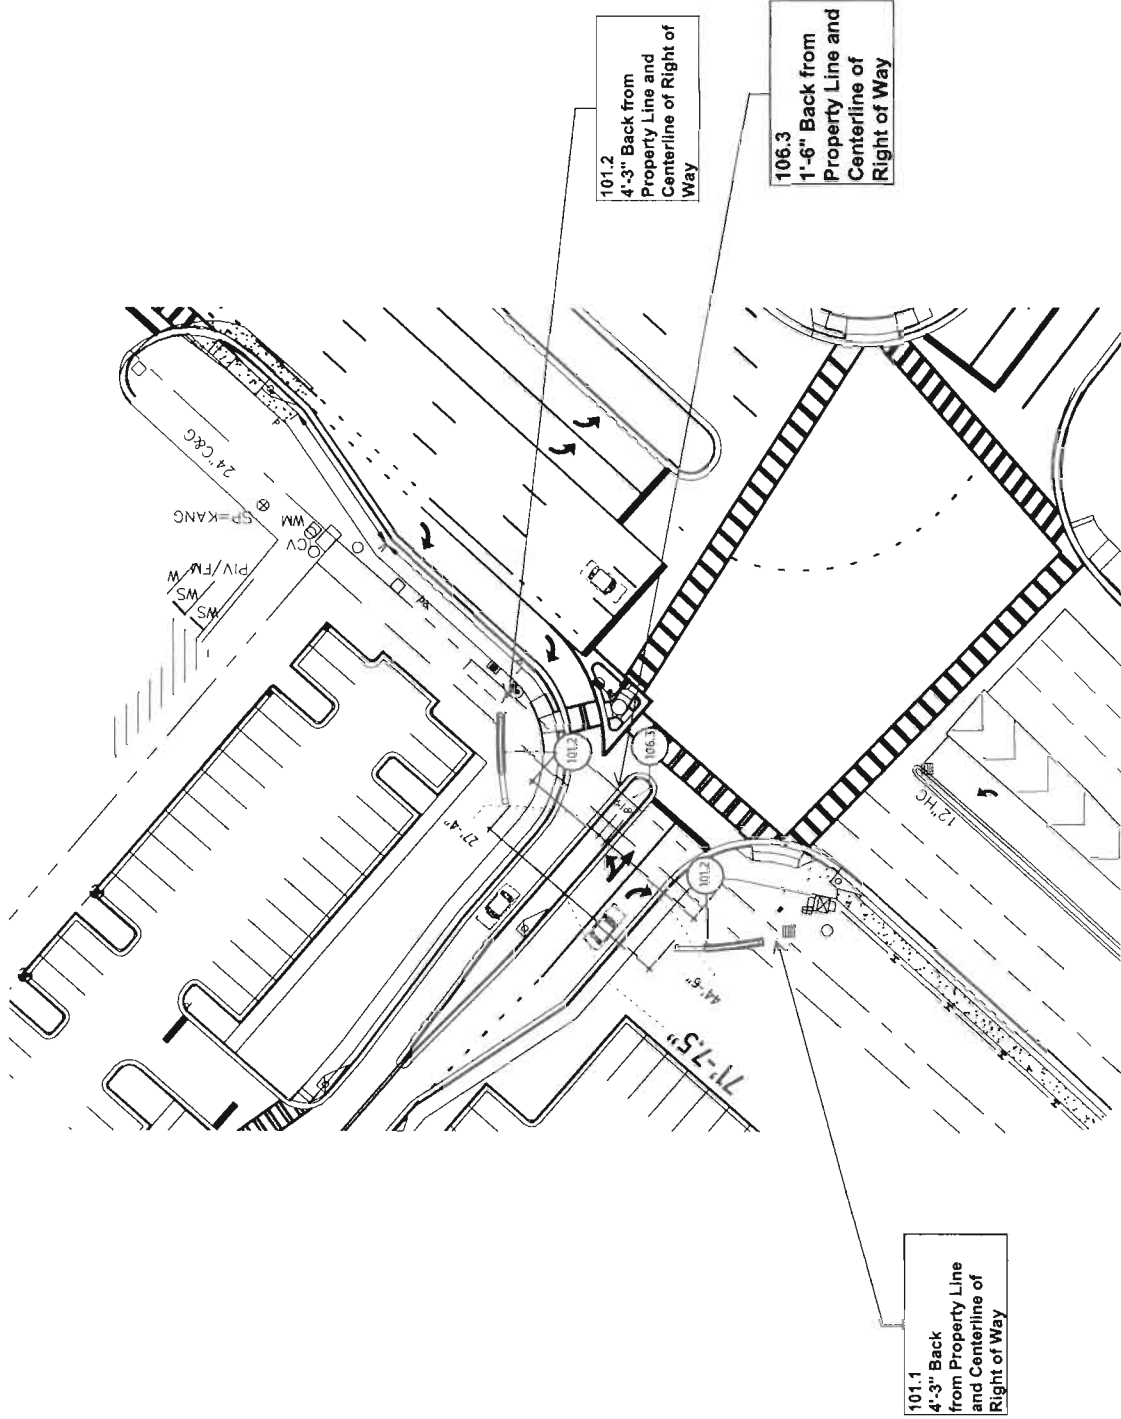 101.2
4'-3" Back from
Property Line and
Centerline of Right of
Way
106.3
1'-6" Back from
Property Line and
Centerline of
Right of Way
24" C&G
SP=KANG
WM
CV
PIV/FM
W
WS
WS
101.2
106.3
27'-4"
101.2
12" HC
44'-6"
71'-7.5"
101.1
4'-3" Back
from Property Line
and Centerline of
Right of Way